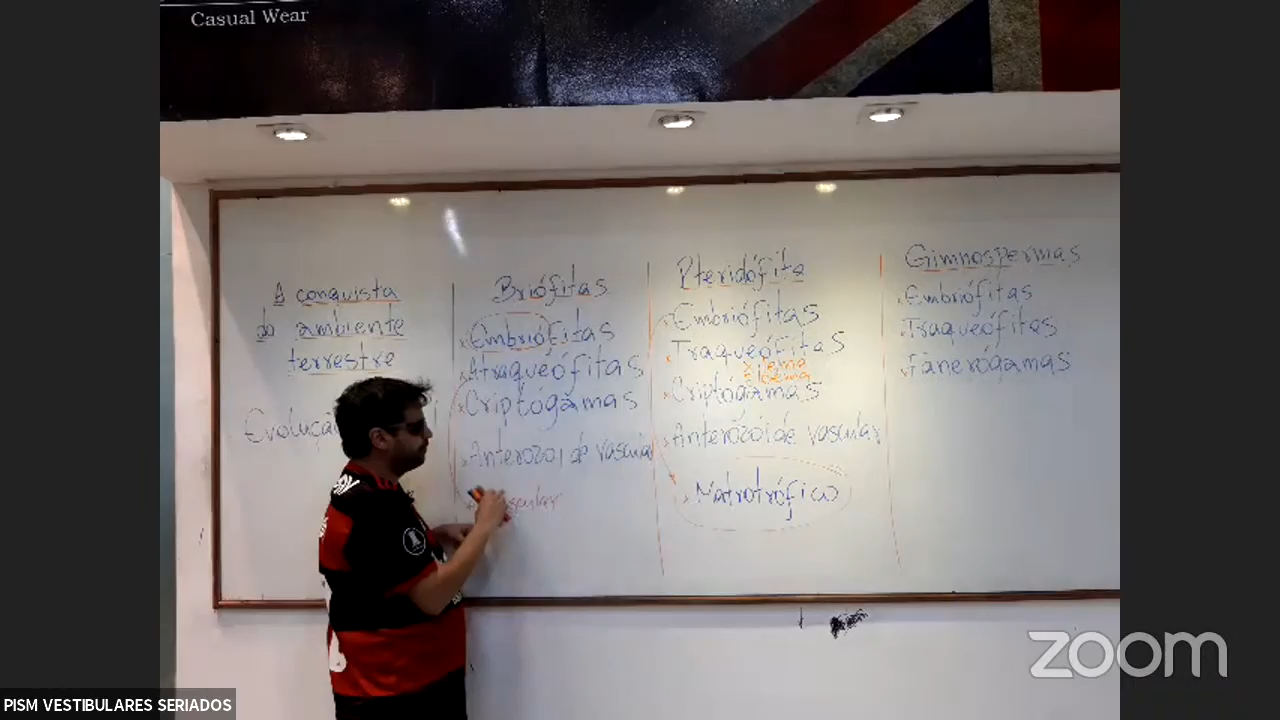 Casual Wear
A conquista
do ambiente
terrestre
Evolução
Briófitas
Embriófitas
Atraqueófitas
Criptógamas
Anterozoide vascular
Pteridófita
Embriófitas
Traqueófitas
xilema
floema
Criptógamas
Anterozoide vascular
Matrotrófico
Gimnospermas
Embriófitas
Traqueófitas
Fanerógamas
zoom
PISM VESTIBULARES SERIADOS